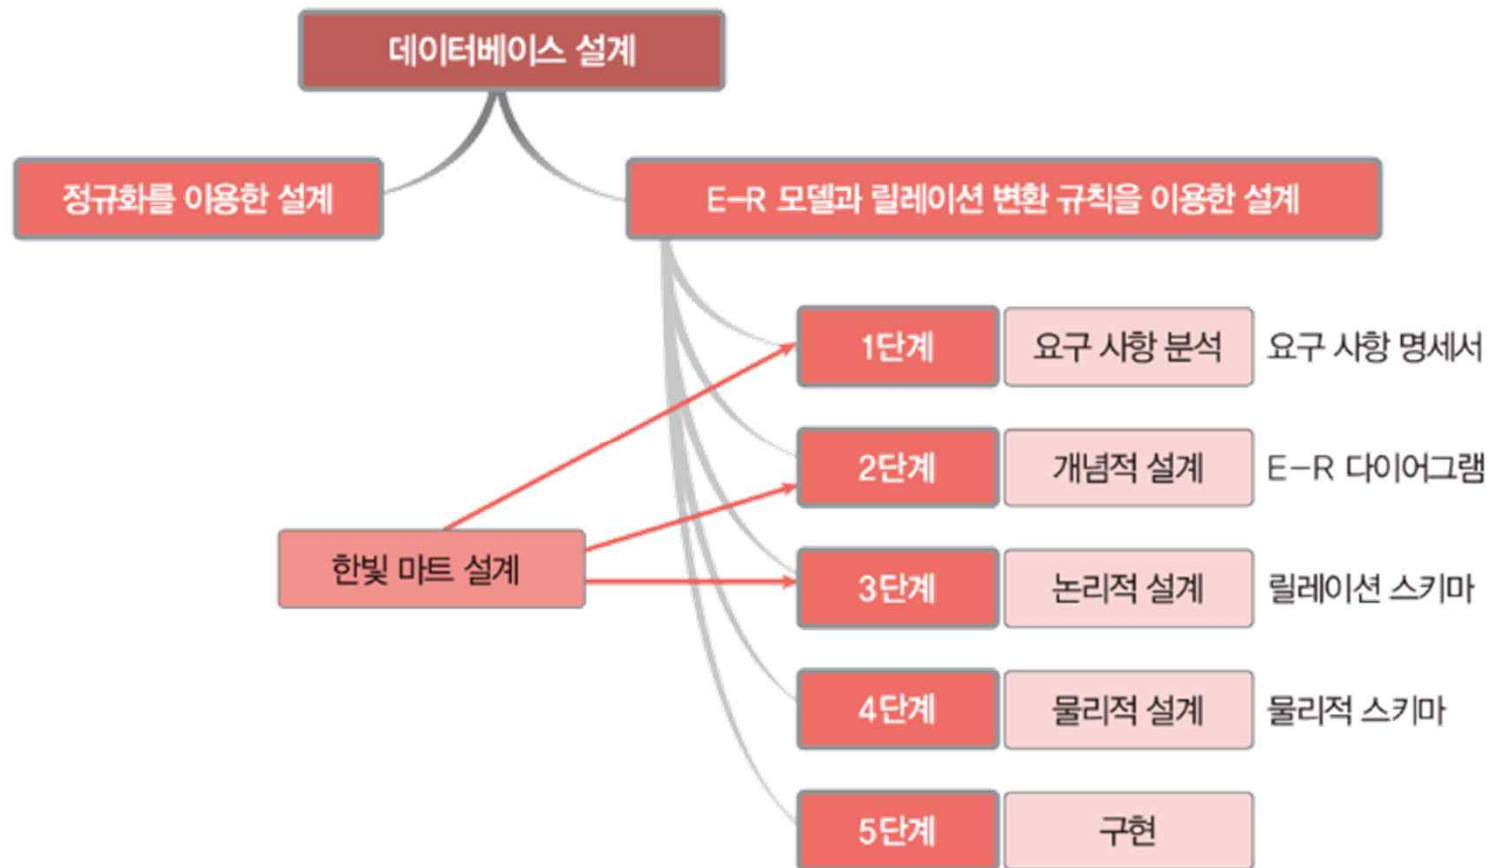 데이터베이스 설계
정규화를 이용한 설계
E-R 모델과 릴레이션 변환 규칙을 이용한 설계
1단계 요구 사항 분석 요구 사항 명세서
2단계 개념적 설계 E-R 다이어그램
한빛 마트 설계
3단계 논리적 설계 릴레이션 스키마
4단계 물리적 설계 물리적 스키마
5단계 구현